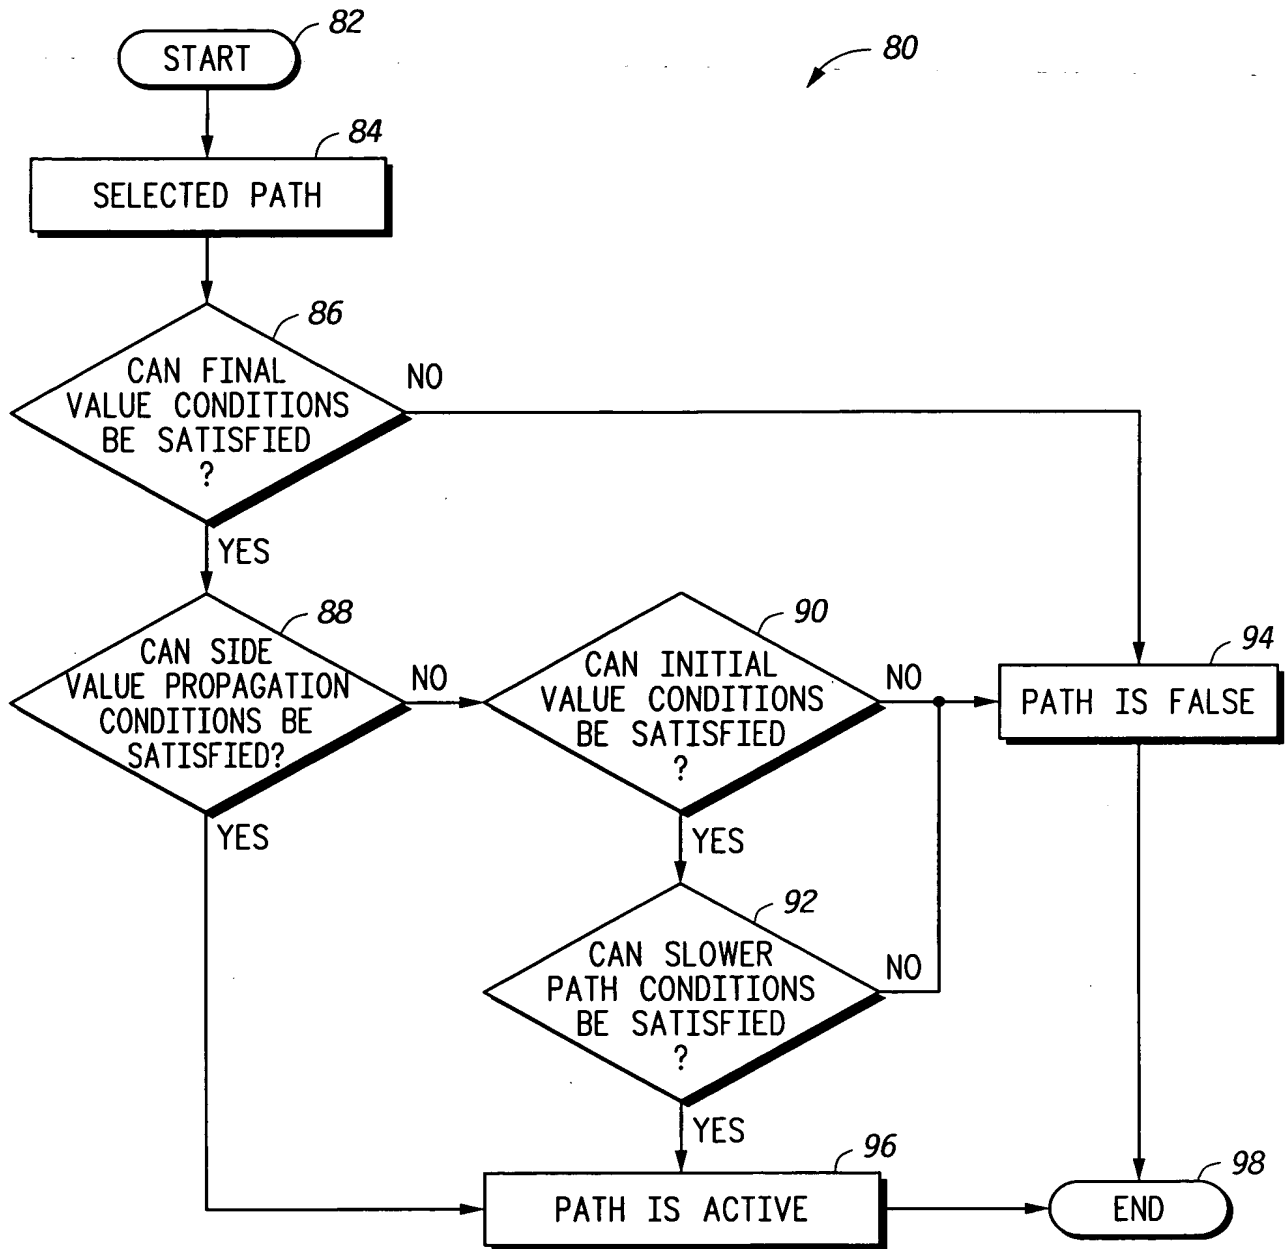 82
START
80
84
SELECTED PATH
86
CAN FINAL
VALUE CONDITIONS
BE SATISFIED
?
NO
YES
88
CAN SIDE
VALUE PROPAGATION
CONDITIONS BE
SATISFIED?
NO
YES
90
CAN INITIAL
VALUE CONDITIONS
BE SATISFIED
?
NO
YES
94
PATH IS FALSE
92
CAN SLOWER
PATH CONDITIONS
BE SATISFIED
?
NO
YES
96
PATH IS ACTIVE
98
END